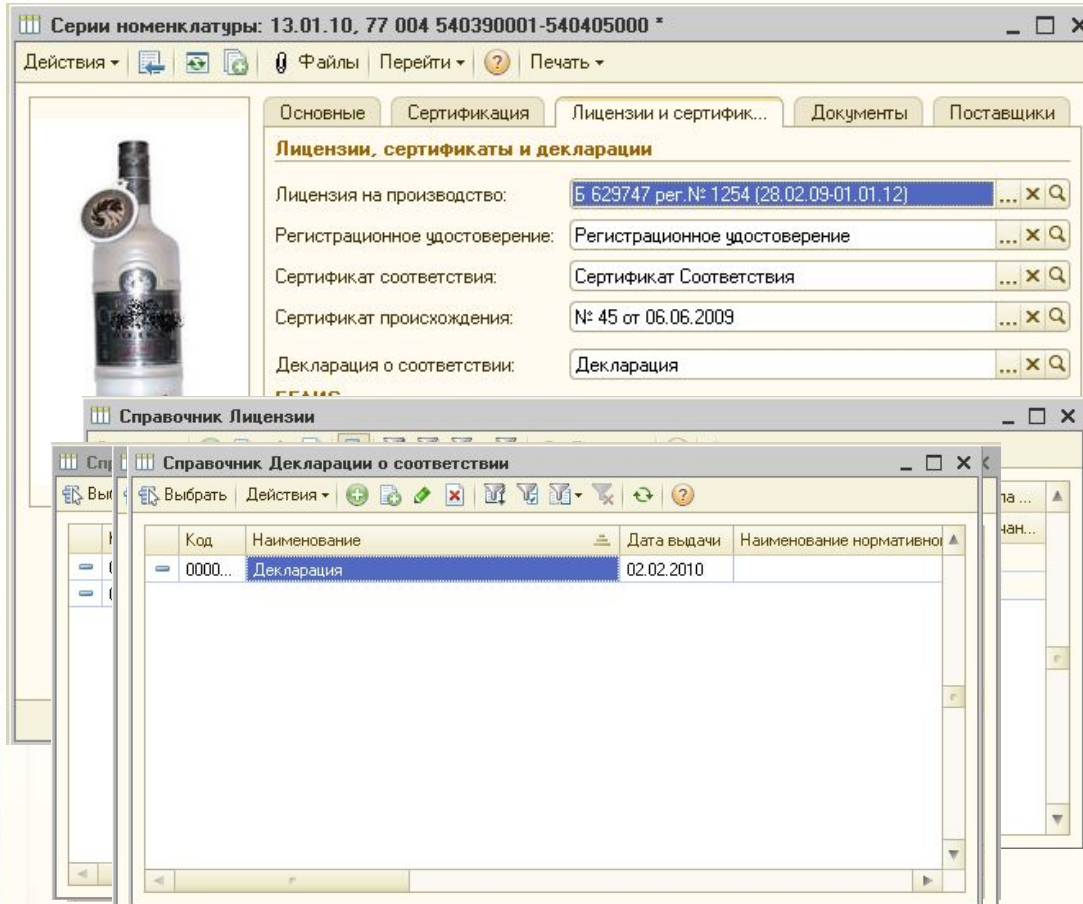 Серии номенклатуры: 13.01.10, 77 004 540390001-540405000 *
Действия Файлы Перейти Печать
Основные Сертификация Лицензии и сертифик... Документы Поставщики
Лицензии, сертификаты и декларации
Лицензия на производство: Б 629747 рег.№ 1254 (28.02.09-01.01.12)
Регистрационное удостоверение: Регистрационное удостоверение
Сертификат соответствия: Сертификат Соответствия
Сертификат происхождения: № 45 от 06.06.2009
Декларация о соответствии: Декларация
Справочник Лицензии
Справочник Декларации о соответствии
Выбрать Действия
Код Наименование Дата выдачи Наименование нормативно
0000... Декларация 02.02.2010